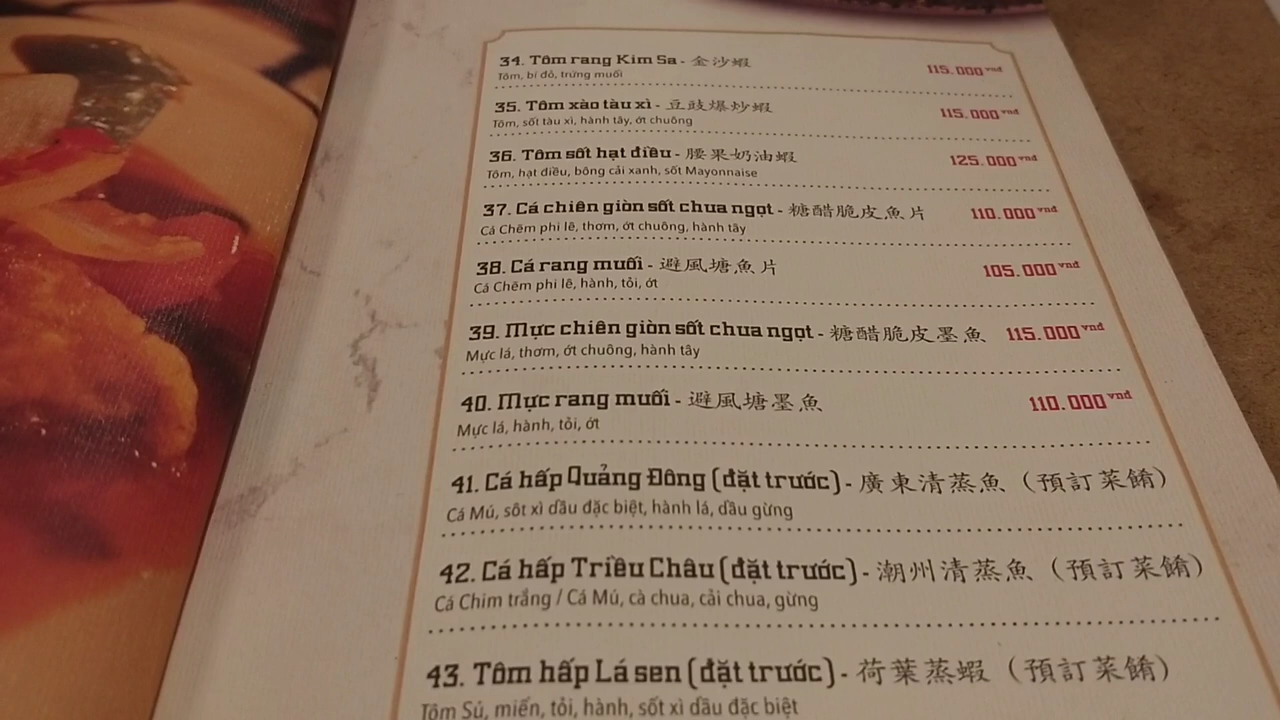 34. Tôm rang Kim Sa - 金沙蝦 115.000 vnđ
Tôm, bí đỏ, trứng muối
35. Tôm xào tàu xì - 豆豉爆炒蝦 115.000 vnđ
Tôm, sốt tàu xì, hành tây, ớt chuông
36. Tôm sốt hạt điều - 腰果奶油蝦 125.000 vnđ
Tôm, hạt điều, bông cải xanh, sốt Mayonnaise
37. Cá chiên giòn sốt chua ngọt - 糖醋脆皮魚片 110.000 vnđ
Cá Chẽm phi lê, thơm, ớt chuông, hành tây
38. Cá rang muối - 避風塘魚片 105.000 vnđ
Cá Chẽm phi lê, hành, tỏi, ớt
39. Mực chiên giòn sốt chua ngọt - 糖醋脆皮墨魚 115.000 vnđ
Mực lá, thơm, ớt chuông, hành tây
40. Mực rang muối - 避風塘墨魚 110.000 vnđ
Mực lá, hành, tỏi, ớt
41. Cá hấp Quảng Đông (đặt trước) - 廣東清蒸魚（預訂菜餚）
Cá Mú, sốt xì dầu đặc biệt, hành lá, dầu gừng
42. Cá hấp Triều Châu (đặt trước) - 潮州清蒸魚（預訂菜餚）
Cá Chim trắng / Cá Mú, cà chua, cải chua, gừng
43. Tôm hấp Lá sen (đặt trước) - 荷葉蒸蝦（預訂菜餚）
Tôm Sú, miến, tỏi, hành, sốt xì dầu đặc biệt